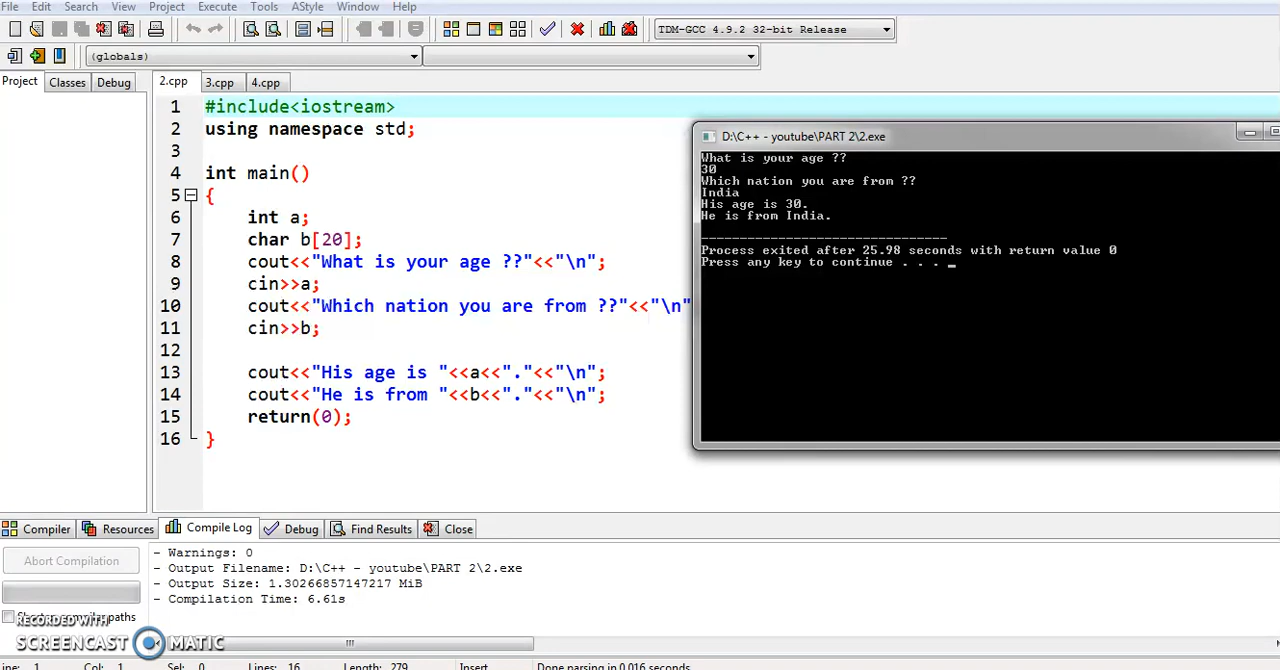 File Edit Search View Project Execute Tools AStyle Window Help
TDM-GCC 4.9.2 32-bit Release
(globals)
Project Classes Debug
2.cpp 3.cpp 4.cpp
1 #include<iostream>
2 using namespace std;
3
4 int main()
5 {
6 int a;
7 char b[20];
8 cout<<"What is your age ??"<<"\n";
9 cin>>a;
10 cout<<"Which nation you are from ??"<<"\n"
11 cin>>b;
12
13 cout<<"His age is "<<a<<"."<<"\n";
14 cout<<"He is from "<<b<<"."<<"\n";
15 return(0);
16 }
D:\C++ - youtube\PART 2\2.exe
What is your age ??
30
Which nation you are from ??
India
His age is 30.
He is from India.
--------------------------------
Process exited after 25.98 seconds with return value 0
Press any key to continue . . . _
Compiler Resources Compile Log Debug Find Results Close
Abort Compilation
- Warnings: 0
- Output Filename: D:\C++ - youtube\PART 2\2.exe
- Output Size: 1.30266857147217 MiB
- Compilation Time: 6.61s
compiler paths
RECORDED WITH
SCREENCAST MATIC
1 Col: 1 Sel: 0 Lines: 16 Length: 279 Insert Done parsing in 0.016 seconds